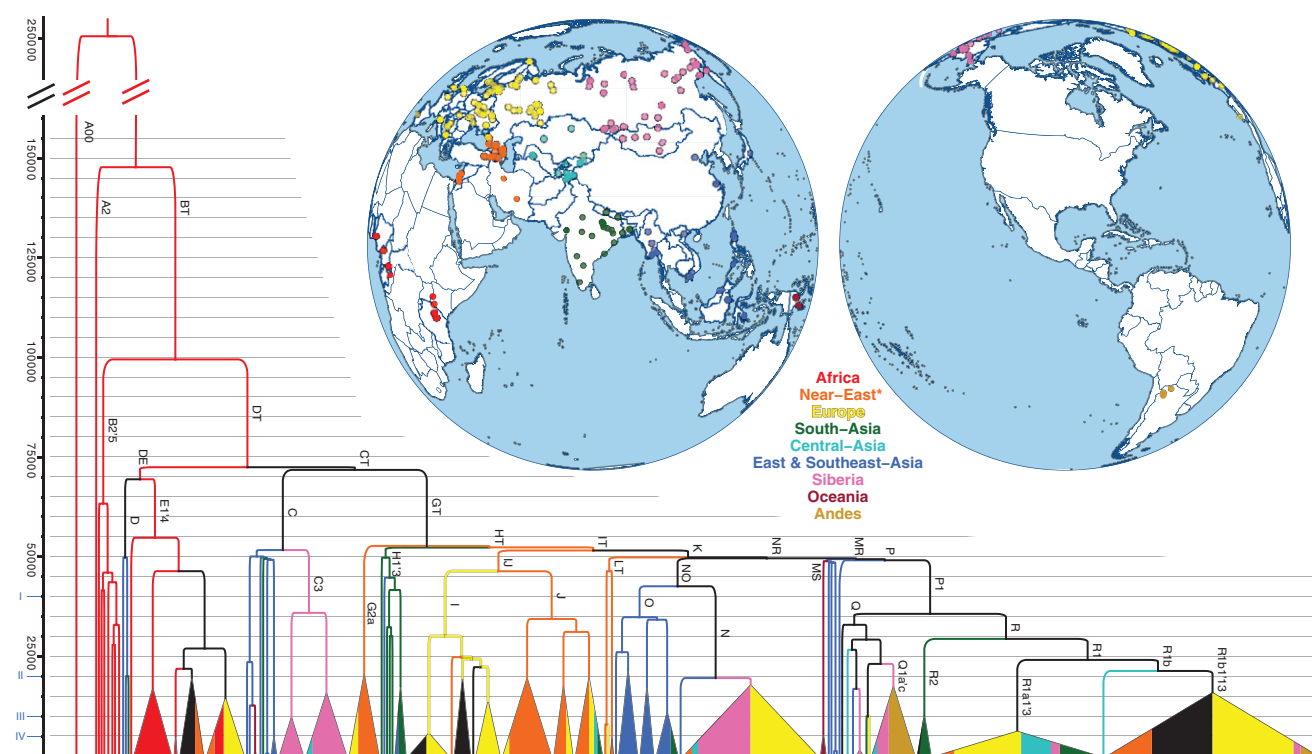 250000
150000
125000
100000
75000
50000
25000
I
II
III
IV
A00
A2
BT
B2'5
DT
DE
CT
E1'4
D
C
GT
C3
HT
IT
K
NR
MR
P
H1'3
G2a
IJ
I
J
LT
NO
O
N
MS
P1
Q
R
R1
R1b
R1b1'13
Q1a'c
R2
R1a1'3
Africa
Near-East*
Europe
South-Asia
Central-Asia
East & Southeast-Asia
Siberia
Oceania
Andes